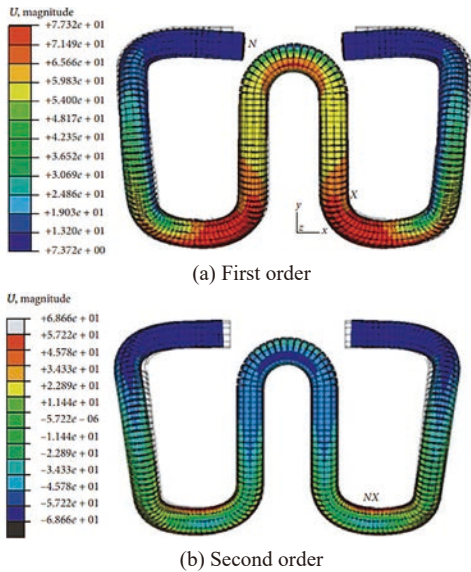 U, magnitude
+7.732e + 01
+7.149e + 01
+6.566e + 01
+5.983e + 01
+5.400e + 01
+4.817e + 01
+4.235e + 01
+3.652e + 01
+3.069e + 01
+2.486e + 01
+1.903e + 01
+1.320e + 01
+7.372e + 00
N
X
y
z x
(a) First order
U, magnitude
+6.866e + 01
+5.722e + 01
+4.578e + 01
+3.433e + 01
+2.289e + 01
+1.144e + 01
−5.722e − 06
−1.144e + 01
−2.289e + 01
−3.433e + 01
−4.578e + 01
−5.722e + 01
−6.866e + 01
NX
(b) Second order